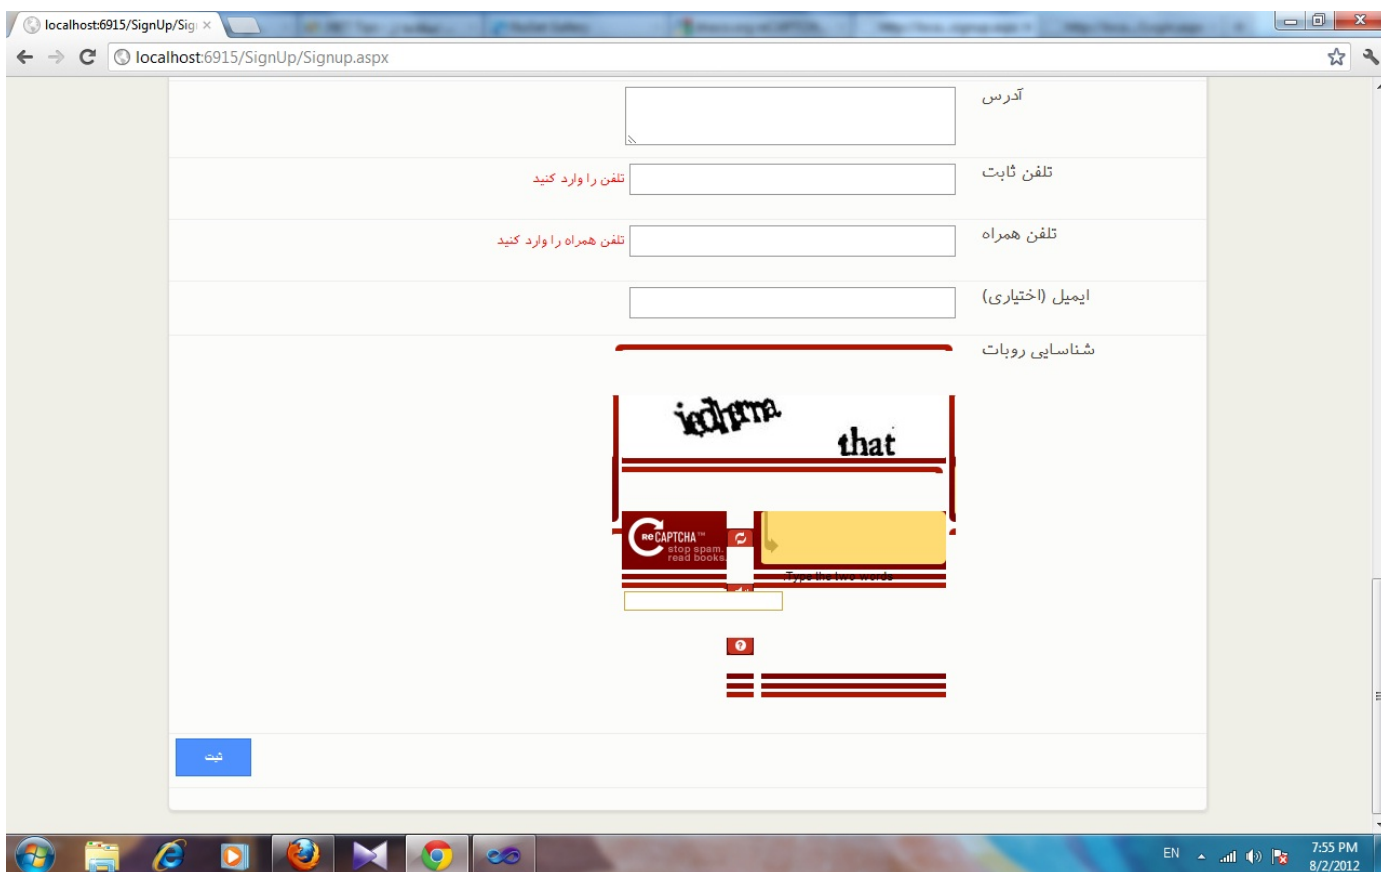 localhost:6915/SignUp/Sig
localhost:6915/SignUp/Signup.aspx
آدرس
تلفن ثابت
تلفن را وارد کنید
تلفن همراه
تلفن همراه را وارد کنید
ایمیل (اختیاری)
شناسایی روبات
that
reCAPTCHA™
stop spam.
read books.
Type the two words
ثبت
EN
7:55 PM
8/2/2012